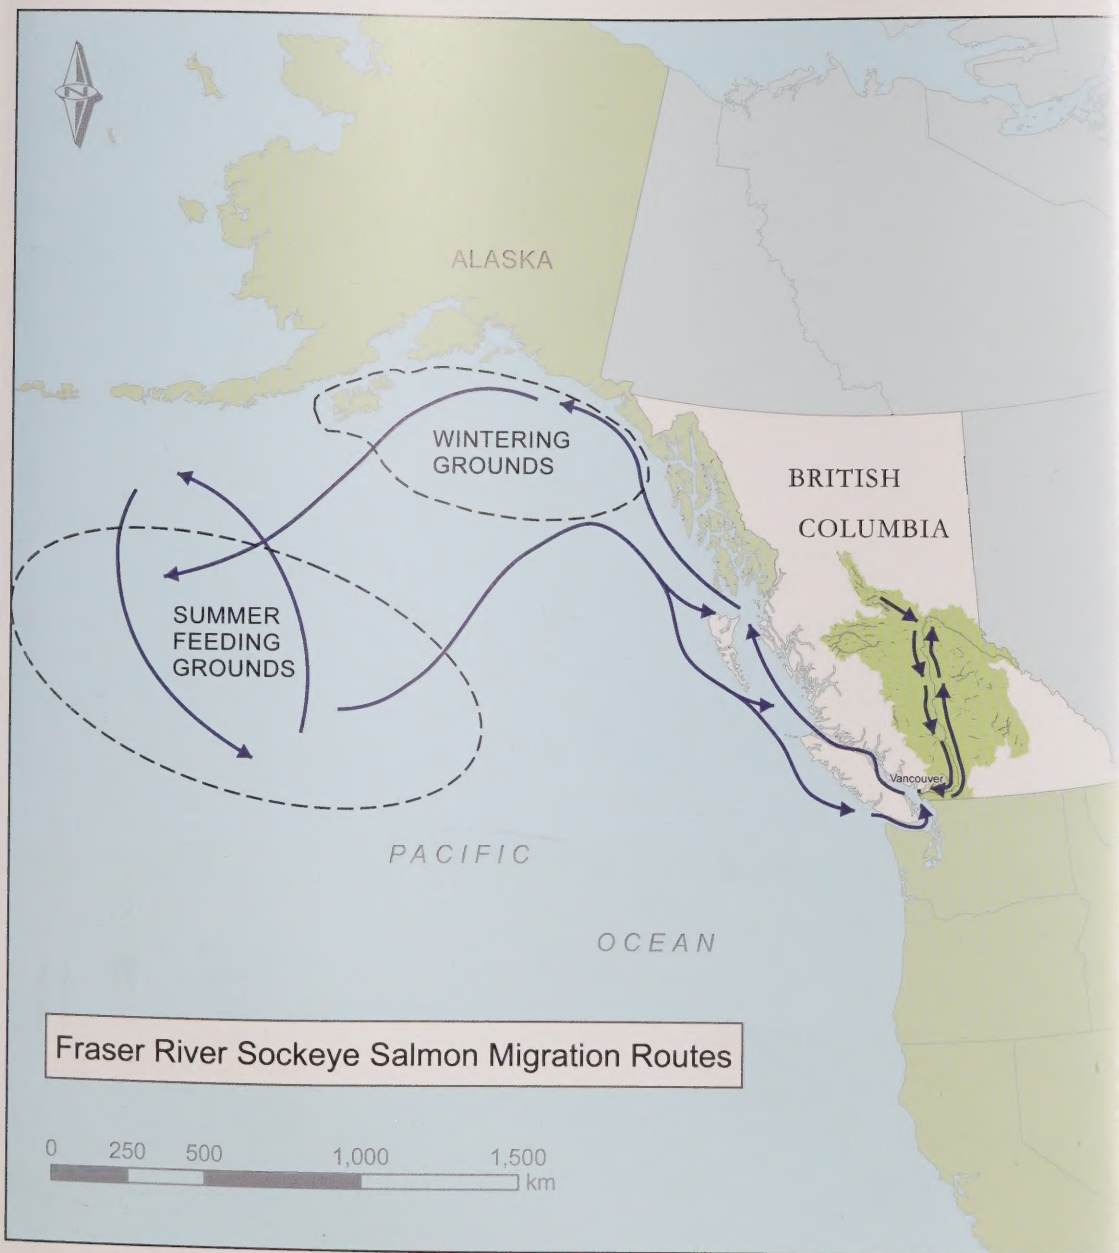 N
ALASKA
WINTERING
GROUNDS
BRITISH
COLUMBIA
SUMMER
FEEDING
GROUNDS
Vancouver
PACIFIC
OCEAN
Fraser River Sockeye Salmon Migration Routes
0 250 500 1,000 1,500
km